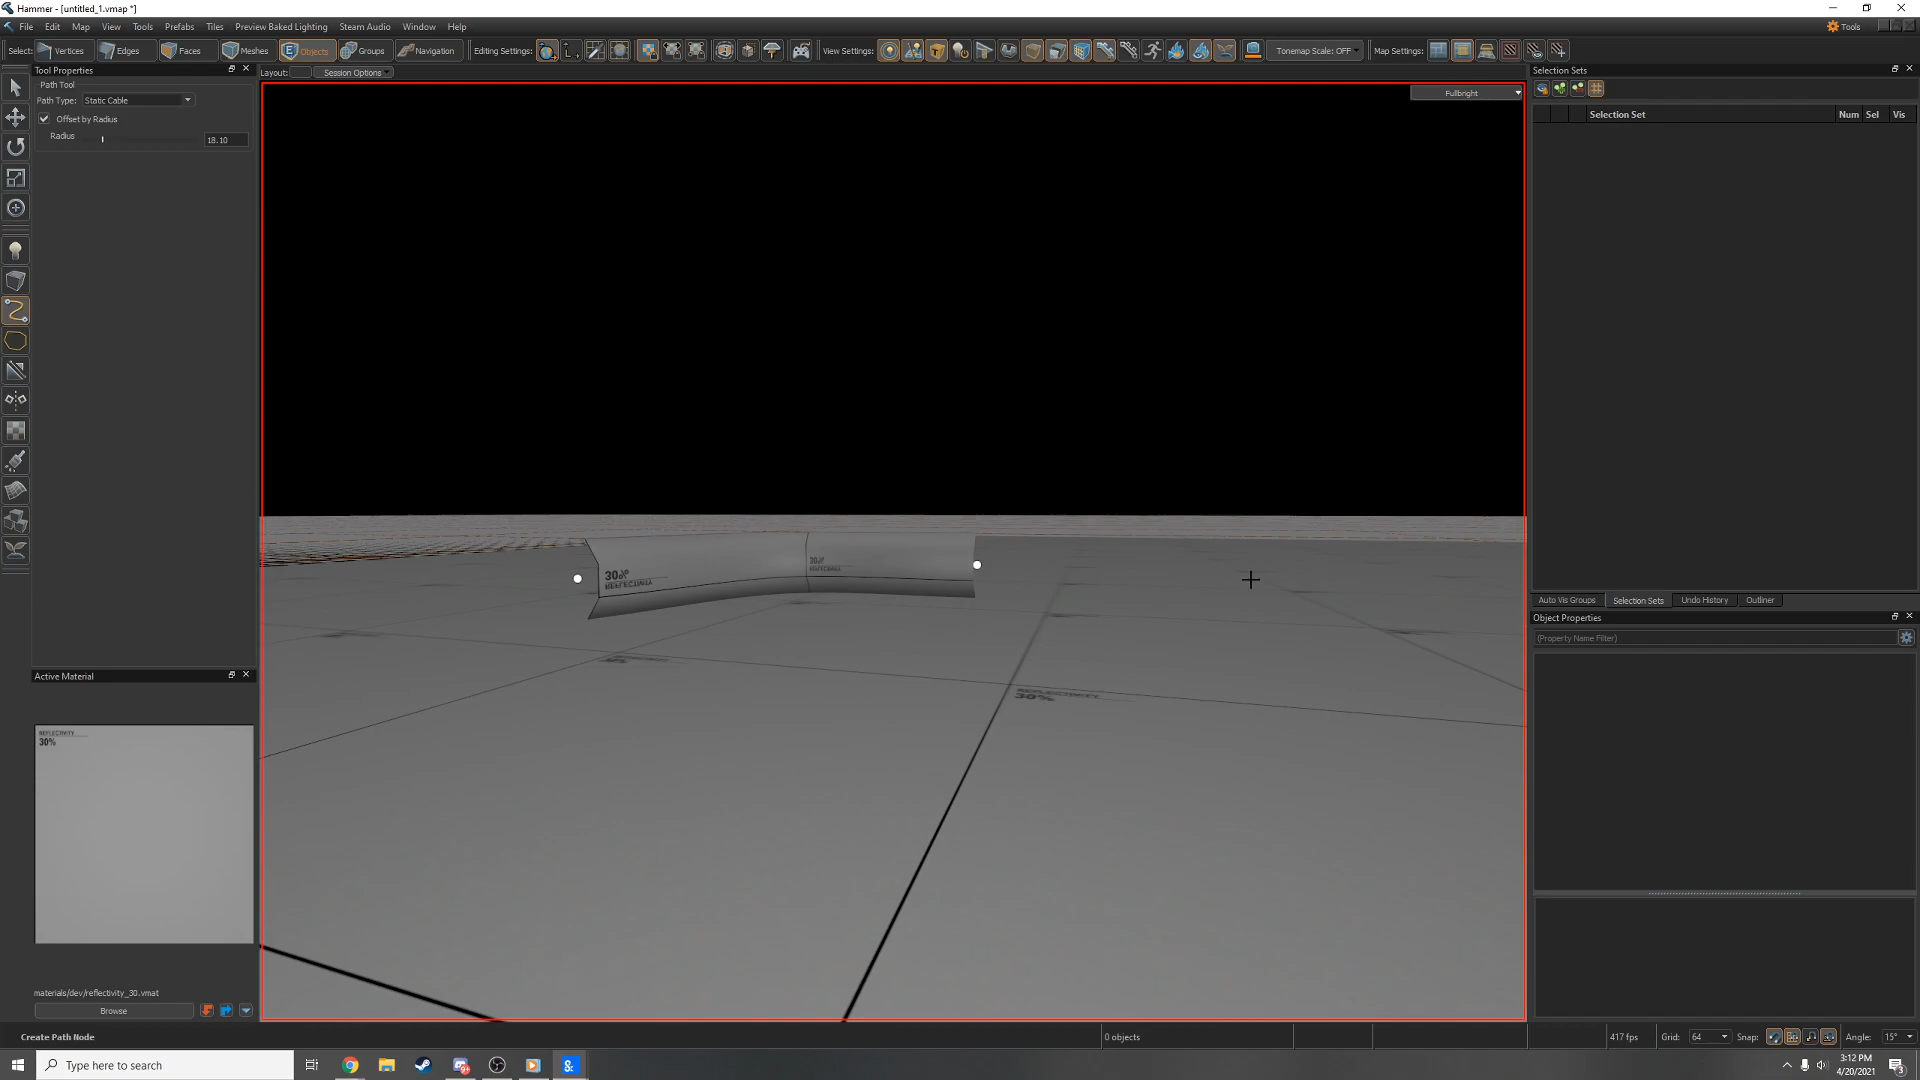 Hammer - [untitled_1.vmap *]
File Edit Map View Tools Prefabs Tiles Preview Baked Lighting Steam Audio Window Help Tools
Select: Vertices Edges Faces Meshes Objects Groups Navigation Editing Settings: View Settings: Tonemap Scale: OFF Map Settings:
Tool Properties
Layout: Session Options
Selection Sets
Path Tool
Path Type: Static Cable
Offset by Radius
Radius 18.10
Fullbright
Selection Set Num Sel Vis
30%
REFLECTIVITY
REFLECTIVITY
30%
Auto Vis Groups Selection Sets Undo History Outliner
Object Properties
(Property Name Filter)
Active Material
REFLECTIVITY
30%
materials/dev/reflectivity_30.vmat
Browse
Create Path Node
0 objects
417 fps
Grid: 64
Snap:
Angle: 15°
Type here to search
3:12 PM
4/20/2021